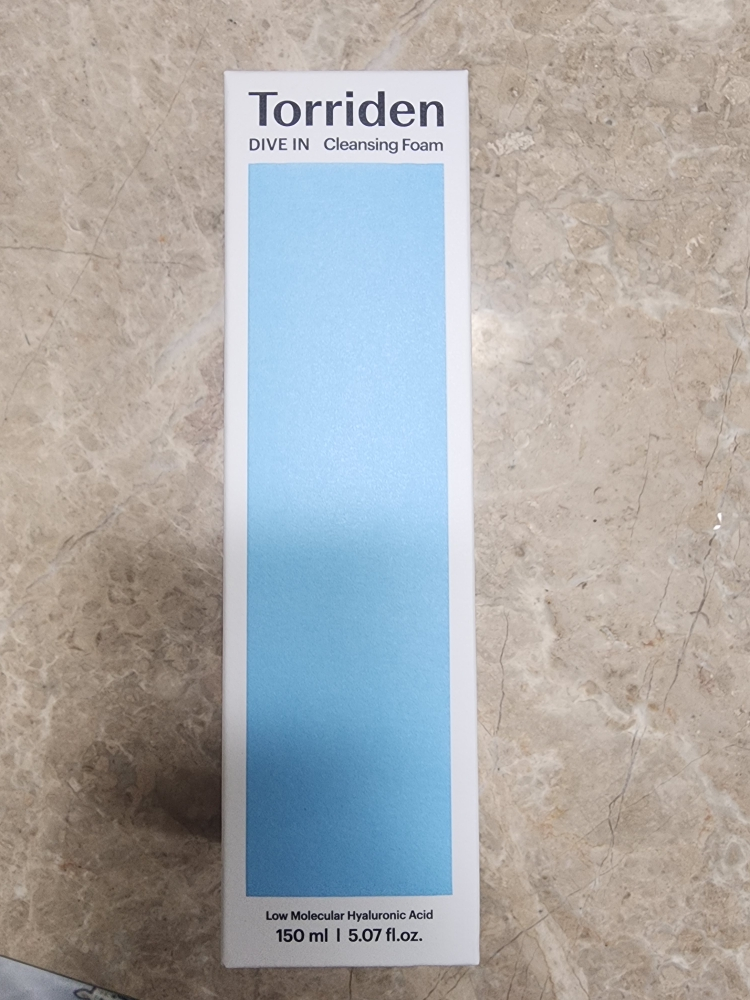 Torriden
DIVE IN Cleansing Foam
Low Molecular Hyaluronic Acid
150 ml | 5.07 fl.oz.